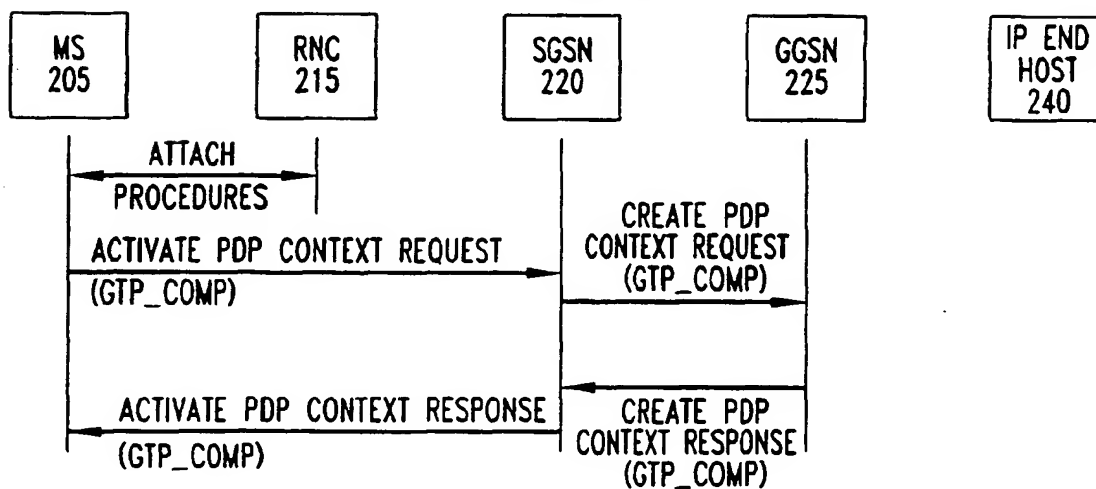 MS
205
RNC
215
SGSN
220
GGSN
225
IP END
HOST
240
ATTACH
PROCEDURES
ACTIVATE PDP CONTEXT REQUEST
(GTP_COMP)
CREATE PDP
CONTEXT REQUEST
(GTP_COMP)
ACTIVATE PDP CONTEXT RESPONSE
(GTP_COMP)
CREATE PDP
CONTEXT RESPONSE
(GTP_COMP)